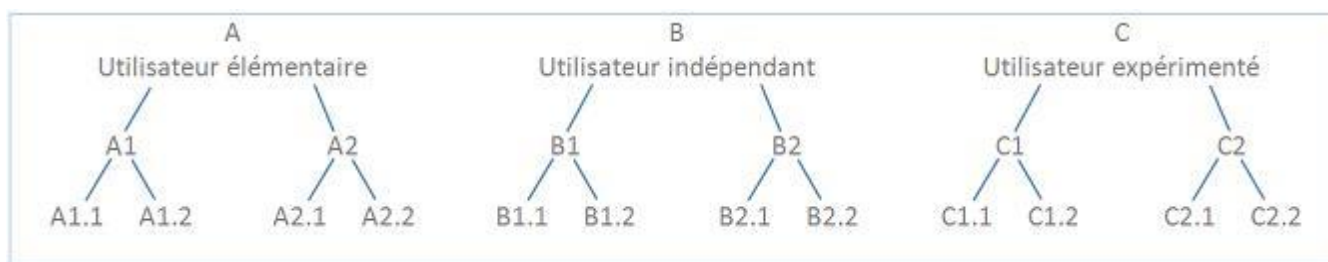 A B C
Utilisateur élémentaire Utilisateur indépendant Utilisateur expérimenté
A1 A2 B1 B2 C1 C2
A1.1 A1.2 A2.1 A2.2 B1.1 B1.2 B2.1 B2.2 C1.1 C1.2 C2.1 C2.2